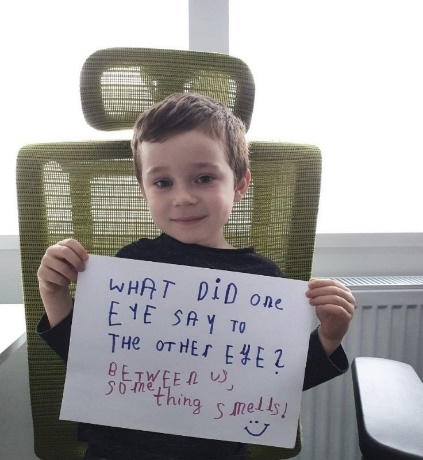 WHAT DiD one
EYE SAY TO
THE OTHER EYE?
BETWEEN US,
SOMEthing smells!